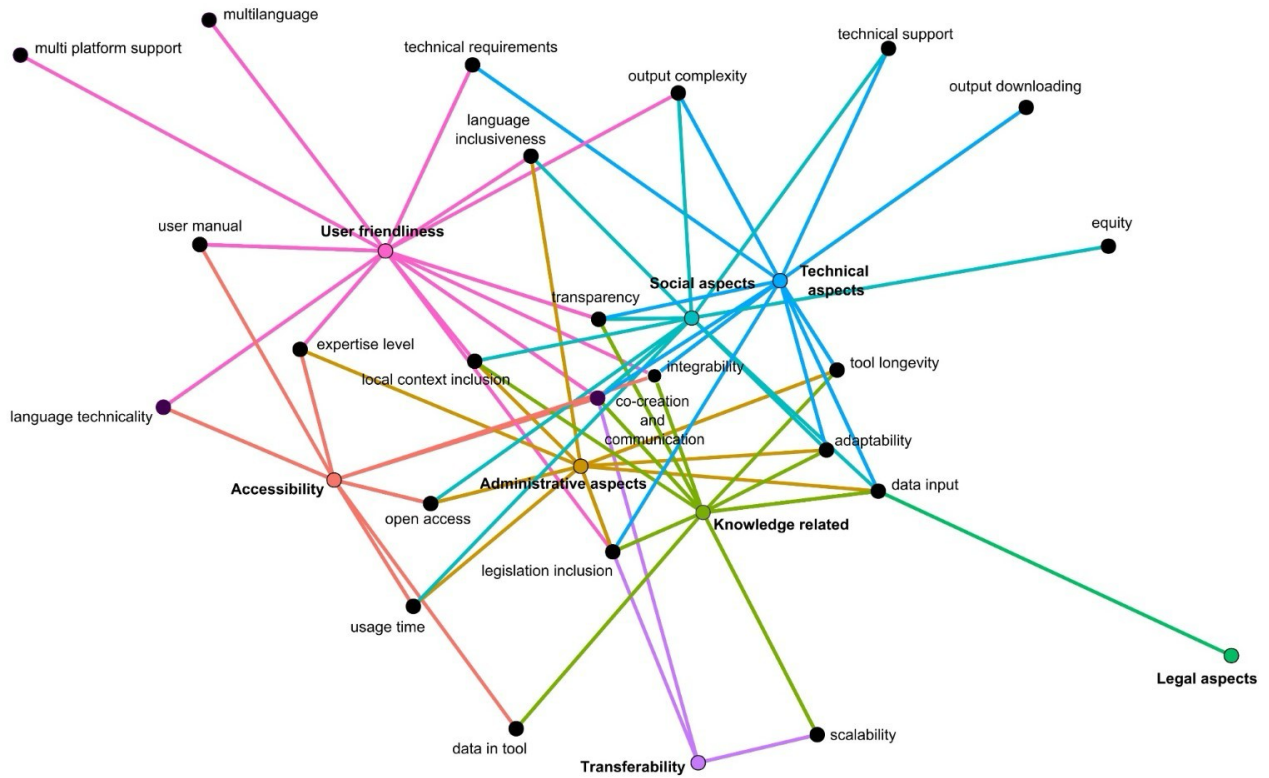 multilanguage
multi platform support
technical requirements
technical support
output complexity
output downloading
language
inclusiveness
user manual
User friendliness
equity
Social aspects
Technical
aspects
transparency
expertise level
local context inclusion
integrability
tool longevity
language technicality
co-creation
and
communication
adaptability
Accessibility
Administrative aspects
data input
open access
Knowledge related
legislation inclusion
usage time
Legal aspects
data in tool
scalability
Transferability